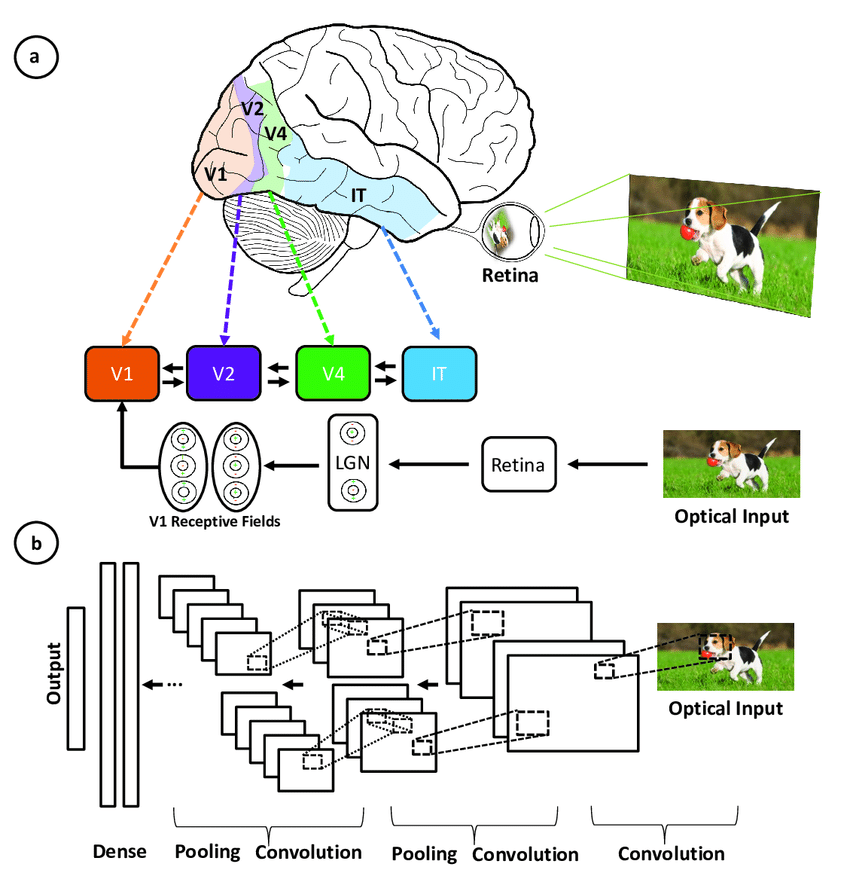 a
V2
V4
V1
IT
Retina
V1
V2
V4
IT
LGN
Retina
V1 Receptive Fields
Optical Input
b
Output
...
Optical Input
Dense
Pooling
Convolution
Pooling
Convolution
Convolution